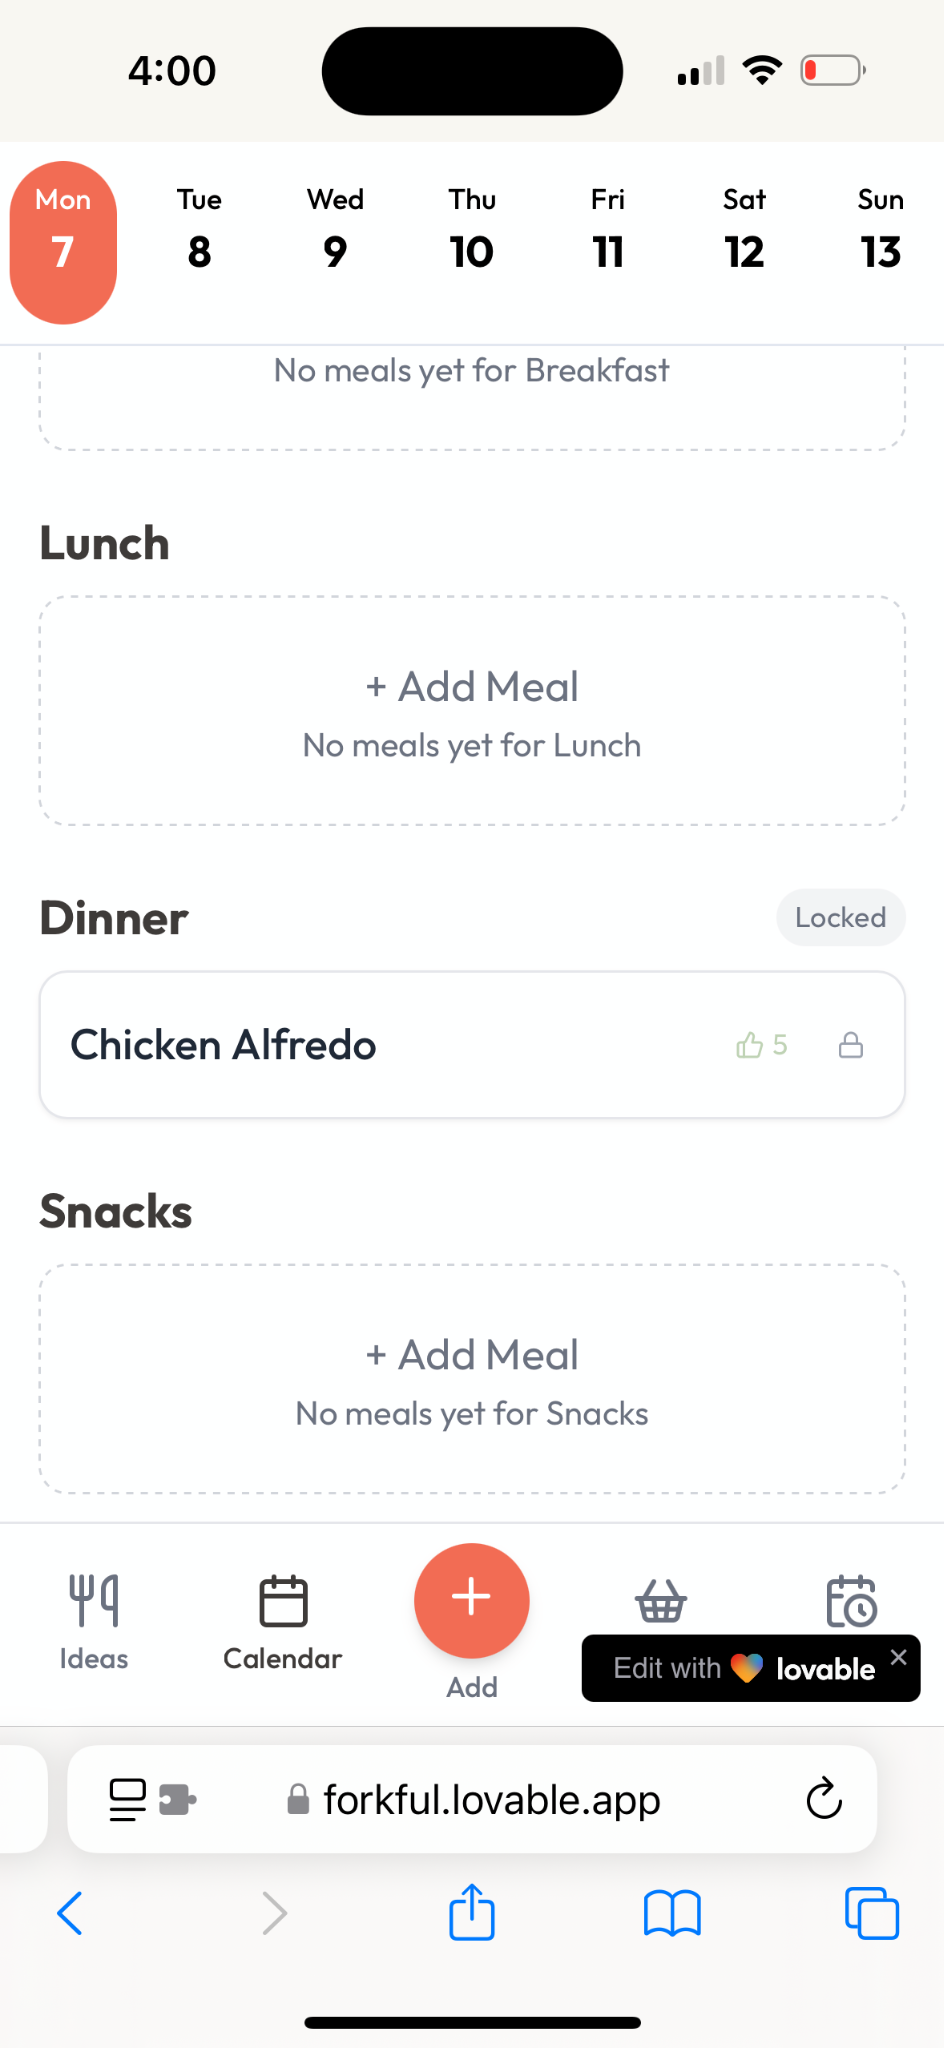 4:00
Mon Tue Wed Thu Fri Sat Sun
7 8 9 10 11 12 13
No meals yet for Breakfast
Lunch
+ Add Meal
No meals yet for Lunch
Dinner Locked
Chicken Alfredo 5
Snacks
+ Add Meal
No meals yet for Snacks
Ideas Calendar Add
Edit with lovable
forkful.lovable.app